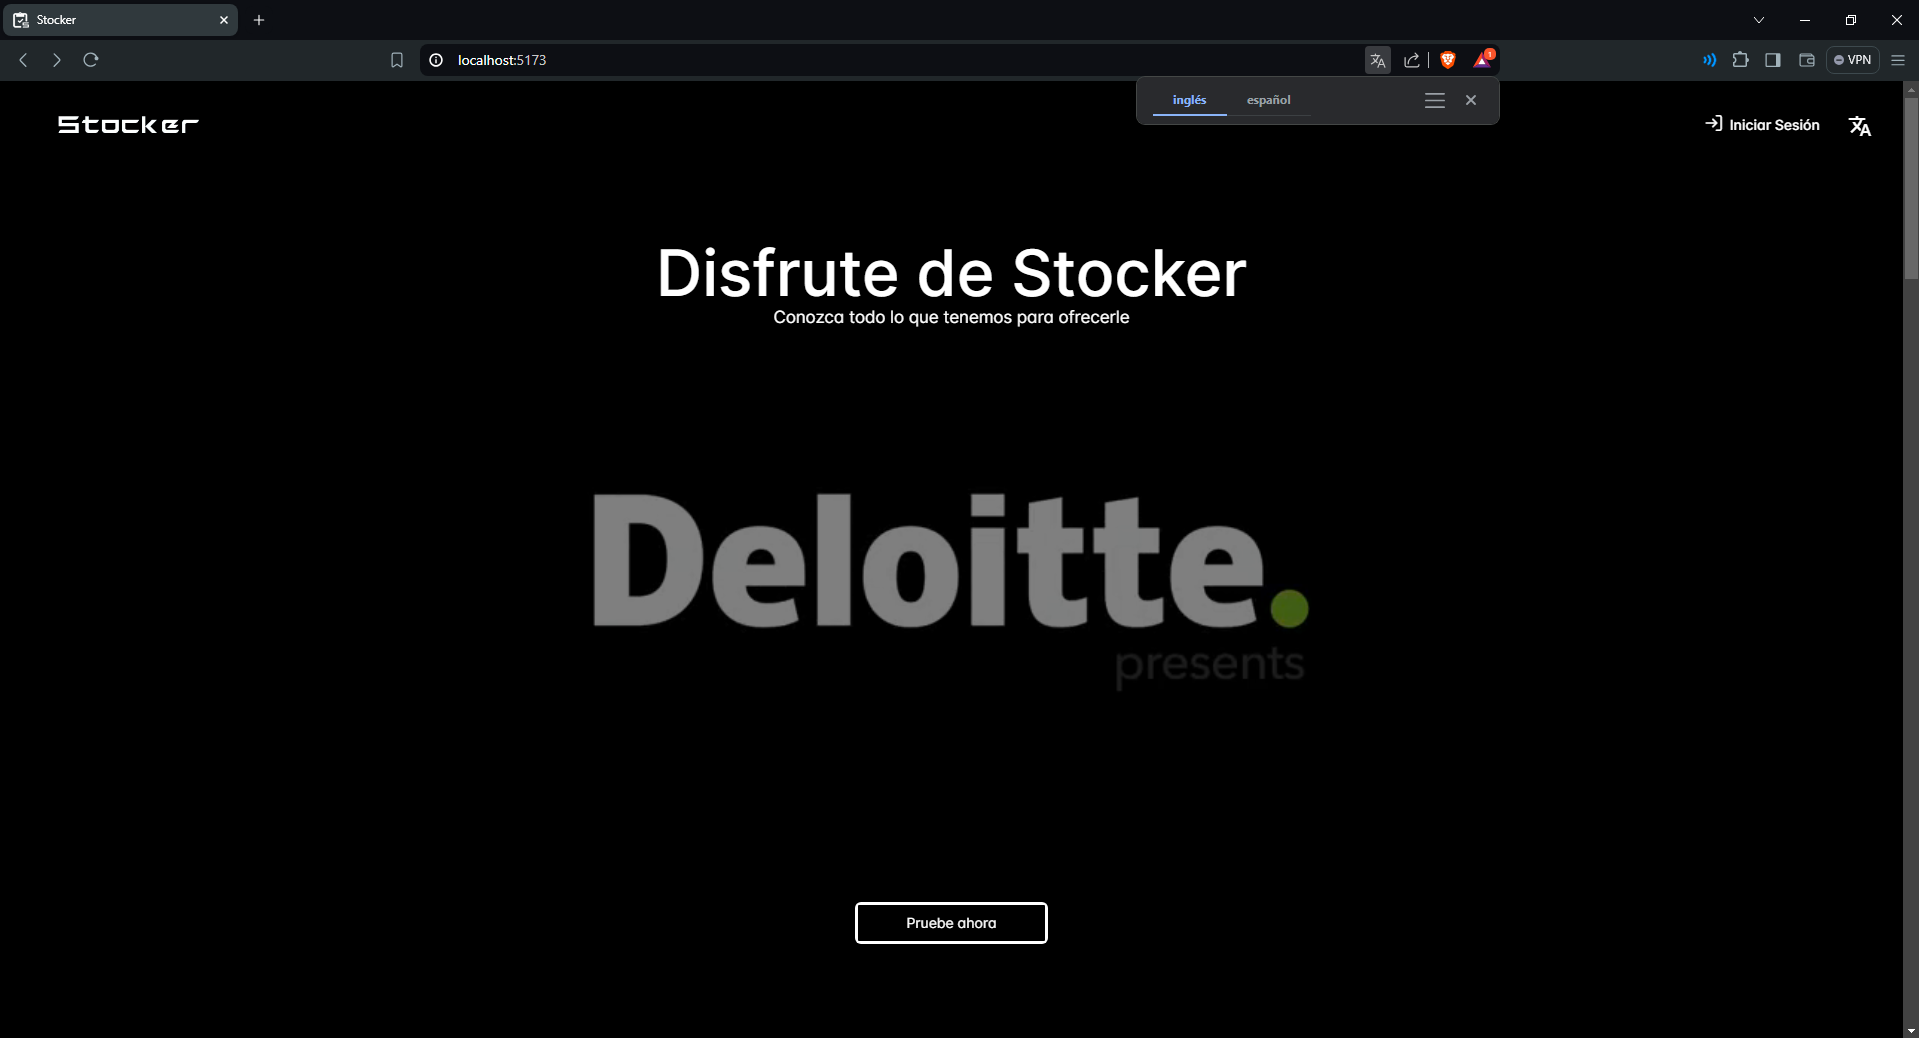 Stocker
localhost:5173
VPN
inglés español
1
Stocker
Iniciar Sesión
Disfrute de Stocker
Conozca todo lo que tenemos para ofrecerle
Deloitte.
presents
Pruebe ahora